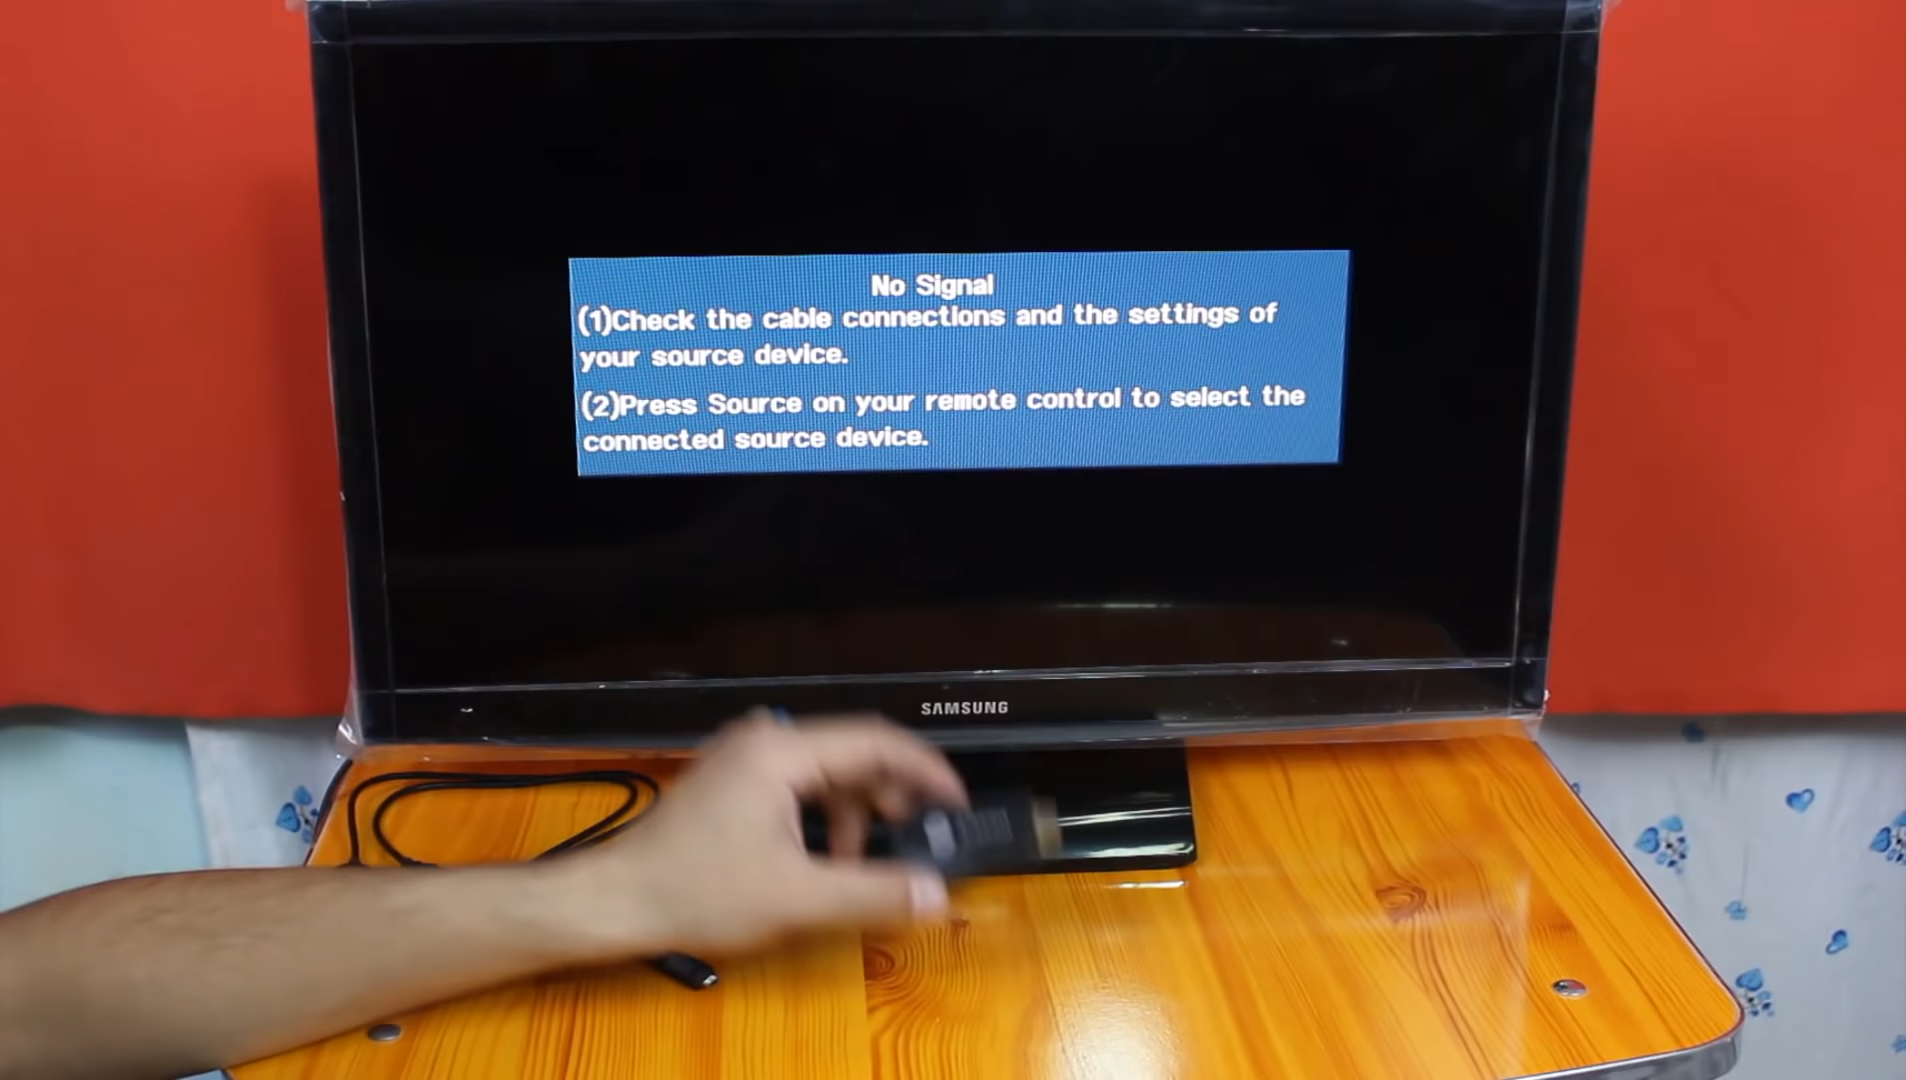 No Signal
(1)Check the cable connections and the settings of
your source device.
(2)Press Source on your remote control to select the
connected source device.
SAMSUNG